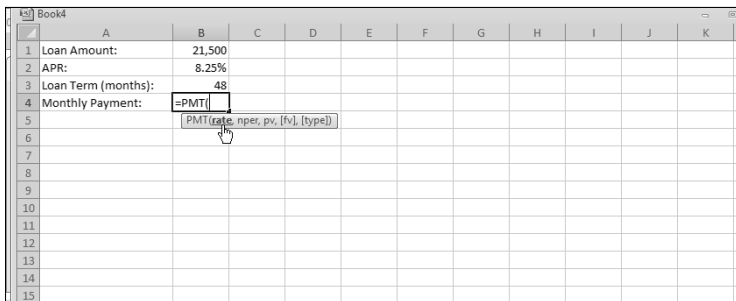 Book4
A B C D E F G H I J K
1 Loan Amount: 21,500
2 APR: 8.25%
3 Loan Term (months): 48
4 Monthly Payment: =PMT(
5 PMT(rate, nper, pv, [fv], [type])
6
7
8
9
10
11
12
13
14
15